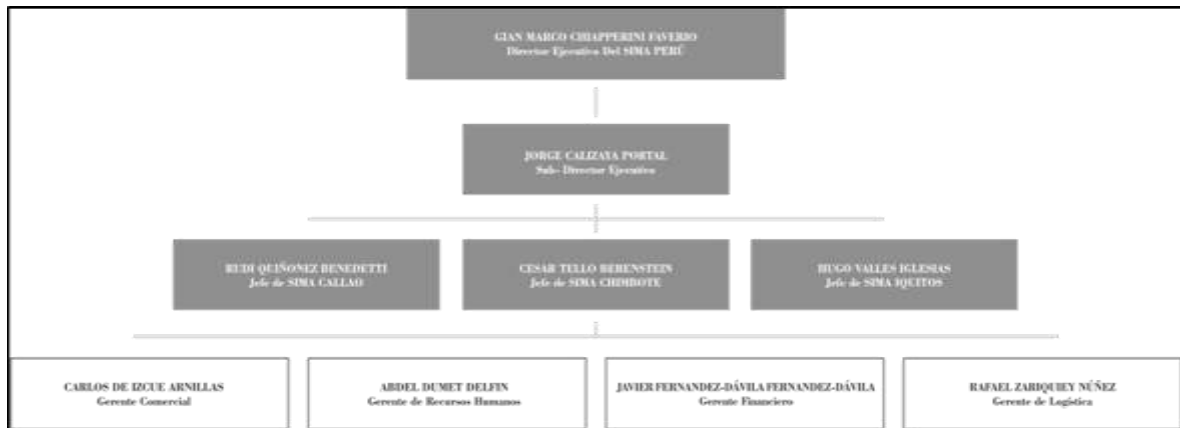 GIAN MARCO CHIAPPERINI FAVERIO
Director Ejecutivo Del SIMA PERÚ
JORGE CALIZAYA PORTAL
Sub- Director Ejecutivo
RUDI QUIÑONEZ BENEDETTI
Jefe de SIMA CALLAO
CESAR TELLO BERENSTEIN
Jefe de SIMA CHIMBOTE
HUGO VALLES IGLESIAS
Jefe de SIMA IQUITOS
CARLOS DE IZCUE ARNILLAS
Gerente Comercial
ABDEL DUMET DELFIN
Gerente de Recursos Humanos
JAVIER FERNANDEZ-DÁVILA FERNANDEZ-DÁVILA
Gerente Financiero
RAFAEL ZARIQUIEY NÚÑEZ
Gerente de Logística